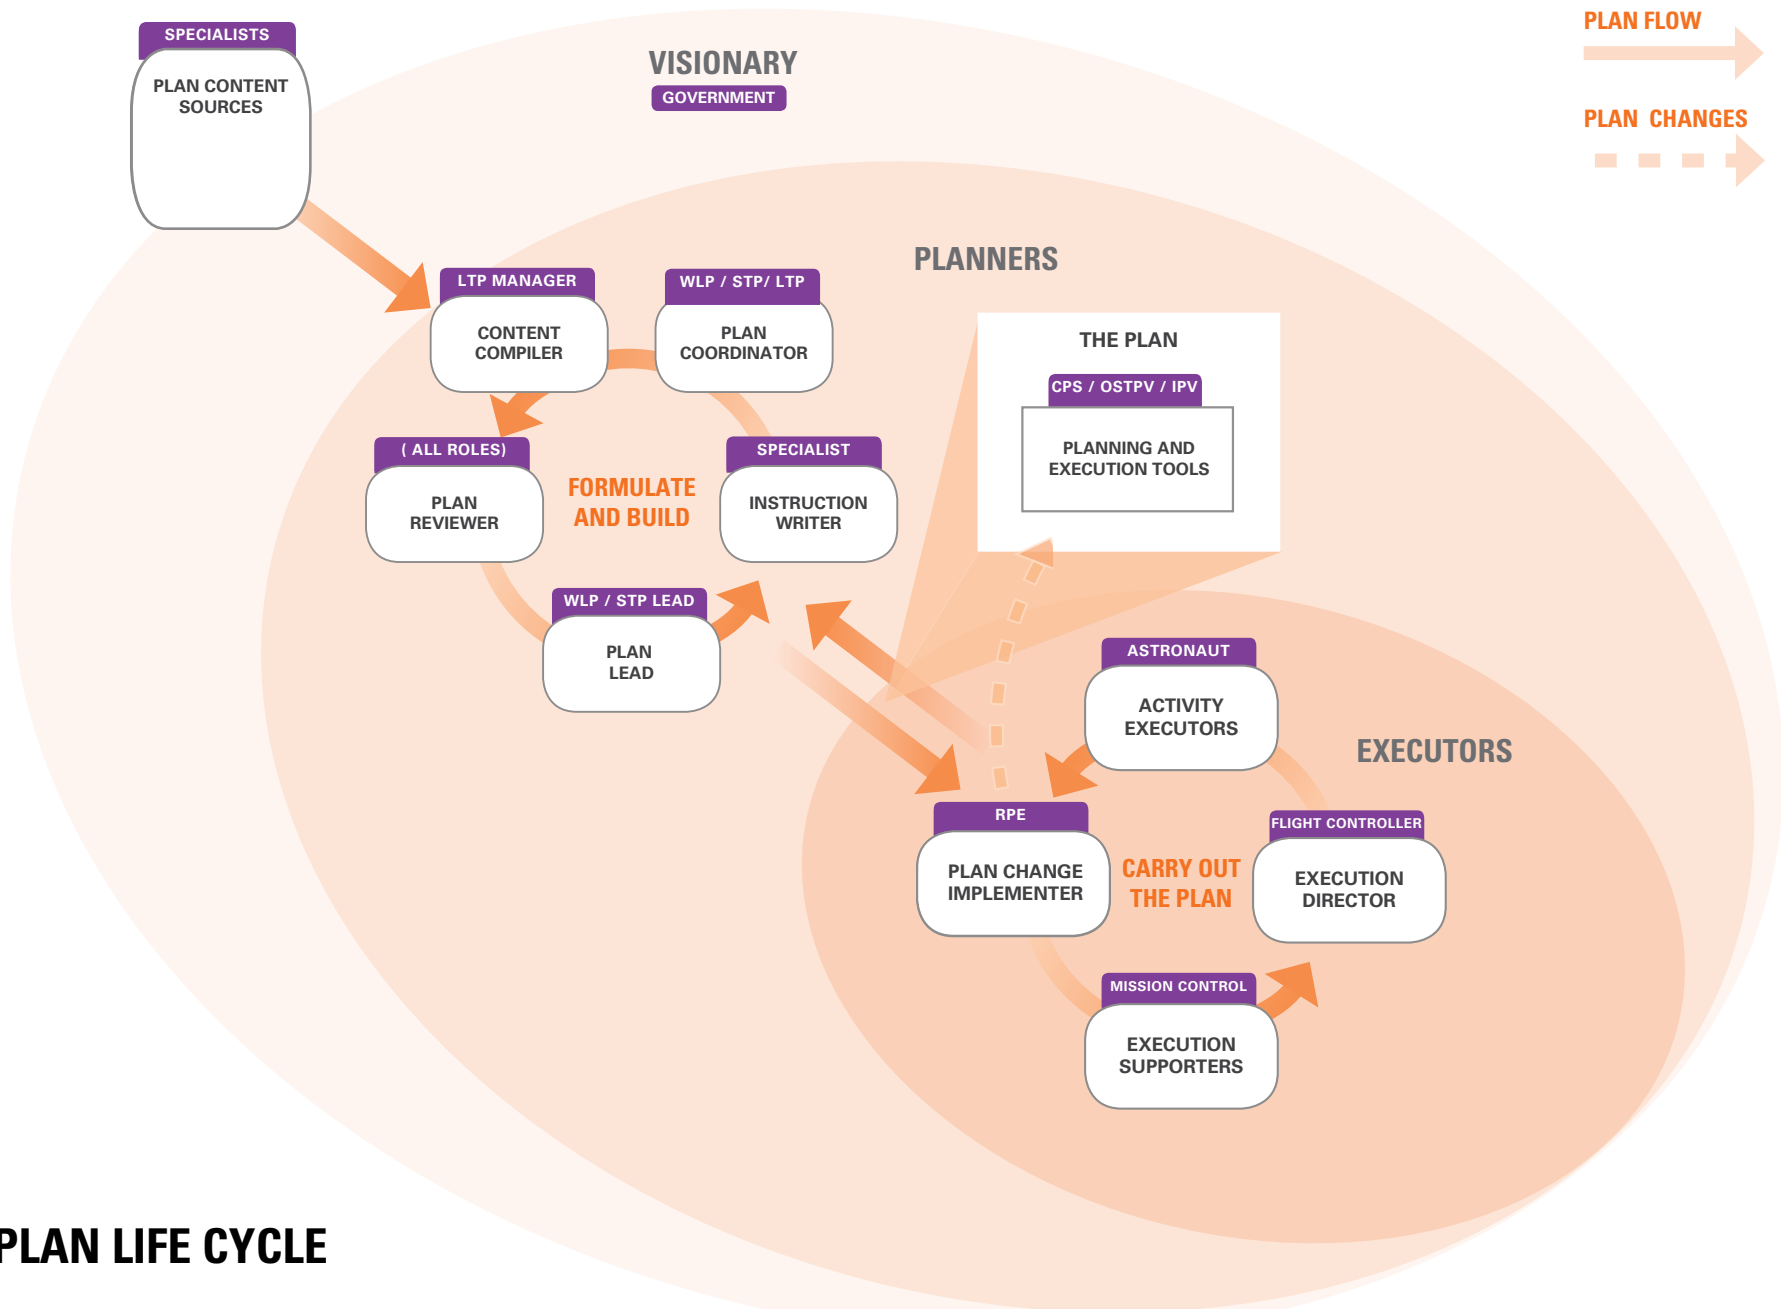 SPECIALISTS
PLAN CONTENT
SOURCES
VISIONARY
GOVERNMENT
PLAN FLOW
PLAN CHANGES
PLANNERS
LTP MANAGER
CONTENT
COMPILER
WLP / STP/ LTP
PLAN
COORDINATOR
THE PLAN
CPS / OSTPV / IPV
PLANNING AND
EXECUTION TOOLS
( ALL ROLES)
PLAN
REVIEWER
FORMULATE
AND BUILD
SPECIALIST
INSTRUCTION
WRITER
WLP / STP LEAD
PLAN
LEAD
ASTRONAUT
ACTIVITY
EXECUTORS
EXECUTORS
RPE
PLAN CHANGE
IMPLEMENTER
CARRY OUT
THE PLAN
FLIGHT CONTROLLER
EXECUTION
DIRECTOR
MISSION CONTROL
EXECUTION
SUPPORTERS
PLAN LIFE CYCLE